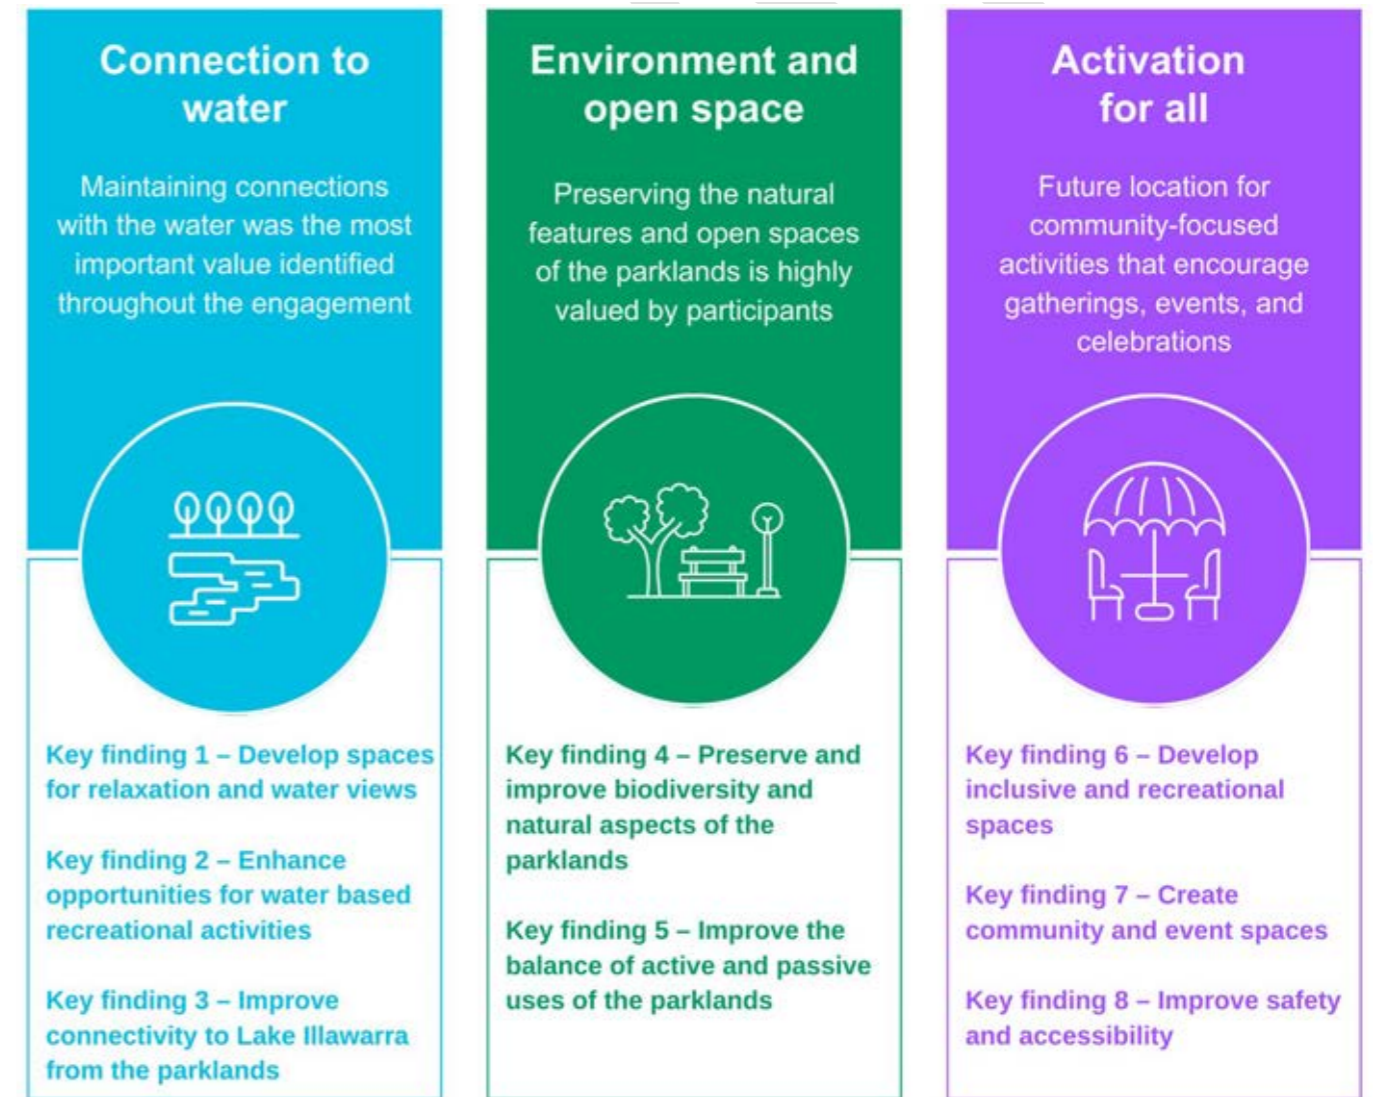 Connection to
water
Maintaining connections
with the water was the most
important value identified
throughout the engagement
Key finding 1 – Develop spaces
for relaxation and water views
Key finding 2 – Enhance
opportunities for water based
recreational activities
Key finding 3 – Improve
connectivity to Lake Illawarra
from the parklands
Environment and
open space
Preserving the natural
features and open spaces
of the parklands is highly
valued by participants
Key finding 4 – Preserve and
improve biodiversity and
natural aspects of the
parklands
Key finding 5 – Improve the
balance of active and passive
uses of the parklands
Activation
for all
Future location for
community-focused
activities that encourage
gatherings, events, and
celebrations
Key finding 6 – Develop
inclusive and recreational
spaces
Key finding 7 – Create
community and event spaces
Key finding 8 – Improve safety
and accessibility